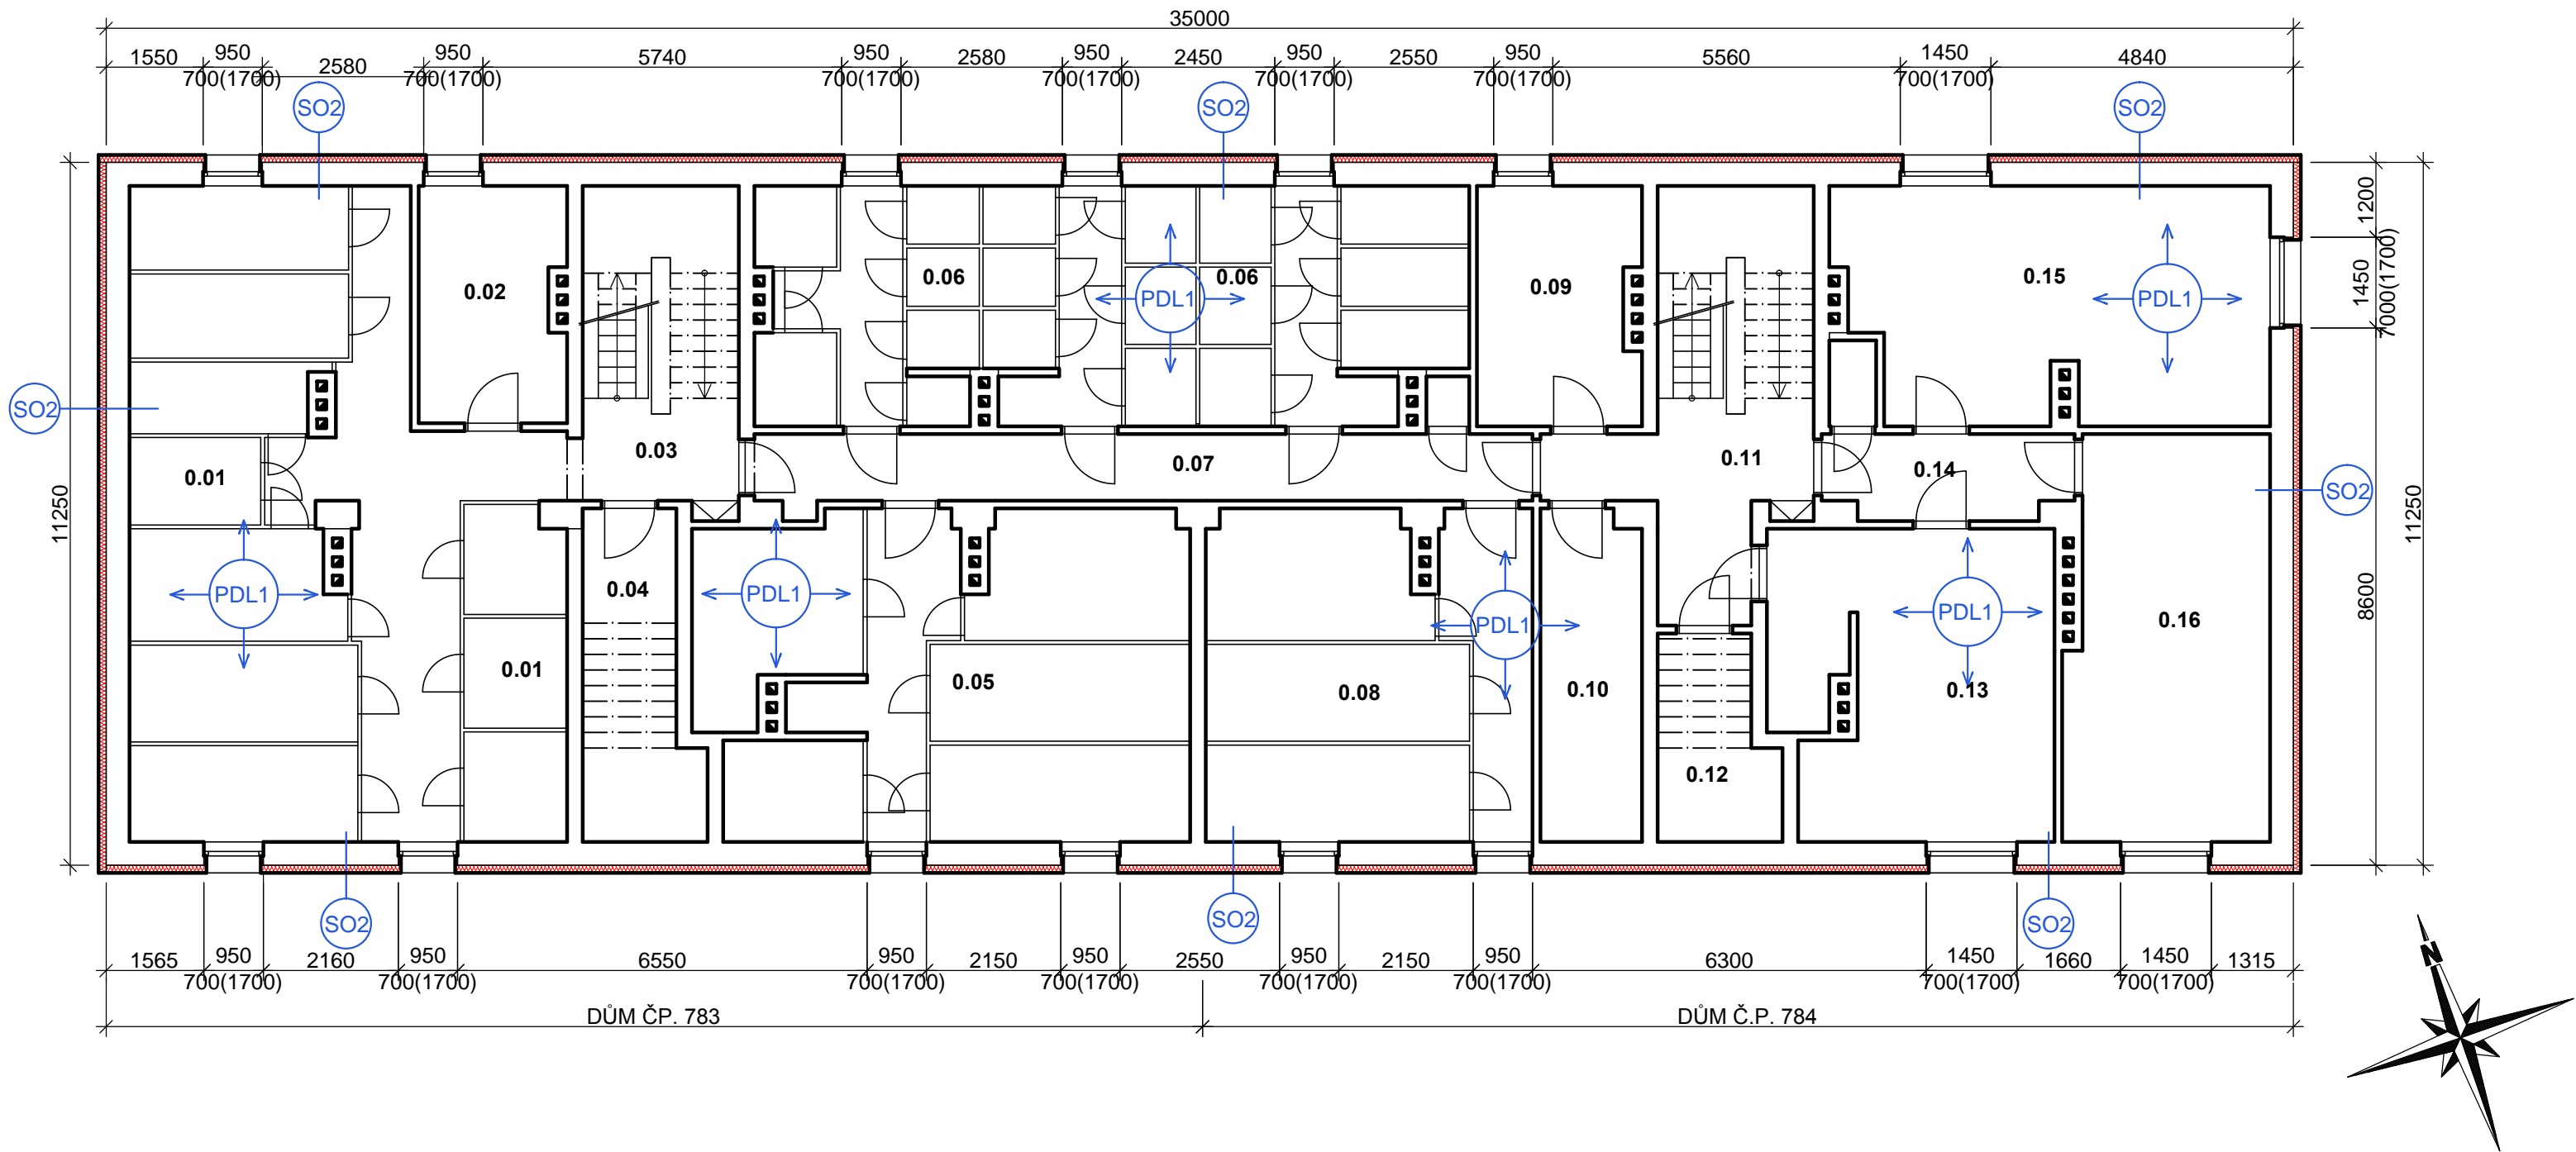 35000
1550 950 2580 950 5740 950 2580 950 2450 950 2550 950 5560 1450 4840
700(1700) 700(1700) 700(1700) 700(1700) 700(1700) 700(1700) 700(1700)
SO2 SO2 SO2
1200
1450
7000(1700)
0.02 0.06 0.06 0.09 0.15
PDL1 PDL1
SO2
0.03 0.07 0.11 0.14
0.01
SO2
11250 11250
8600
PDL1 0.04 PDL1 PDL1 PDL1 0.16
0.01 0.05 0.08 0.10 0.13
0.12
SO2 SO2 SO2
1565 950 2160 950 6550 950 2150 950 2550 950 2150 950 6300 1450 1660 1450 1315
700(1700) 700(1700) 700(1700) 700(1700) 700(1700) 700(1700) 700(1700) 700(1700)
DŮM ČP. 783 DŮM Č.P. 784
N